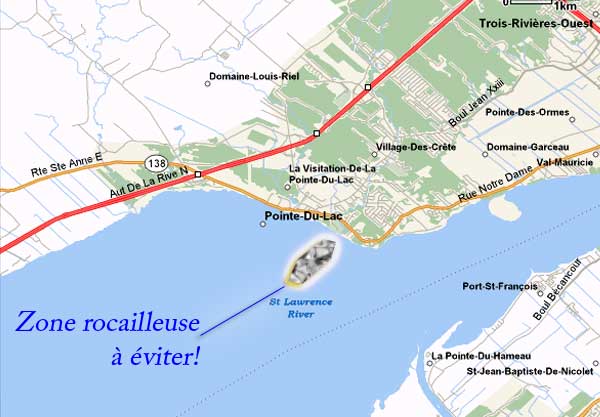 1km
Trois-Rivières-Ouest
Domaine-Louis-Riel
Boul Jean Xxiii
Pointe-Des-Ormes
Village-Des-Crête
Domaine-Garceau
Val-Mauricie
Rte Ste Anne E
138
La Visitation-De-La
Pointe-Du-Lac
Aut De La Rive N
Rue Notre Dame
Pointe-Du-Lac
Port-St-François
Boul Bécancour
St Lawrence
River
Zone rocailleuse
à éviter!
La Pointe-Du-Hameau
St-Jean-Baptiste-De-Nicolet